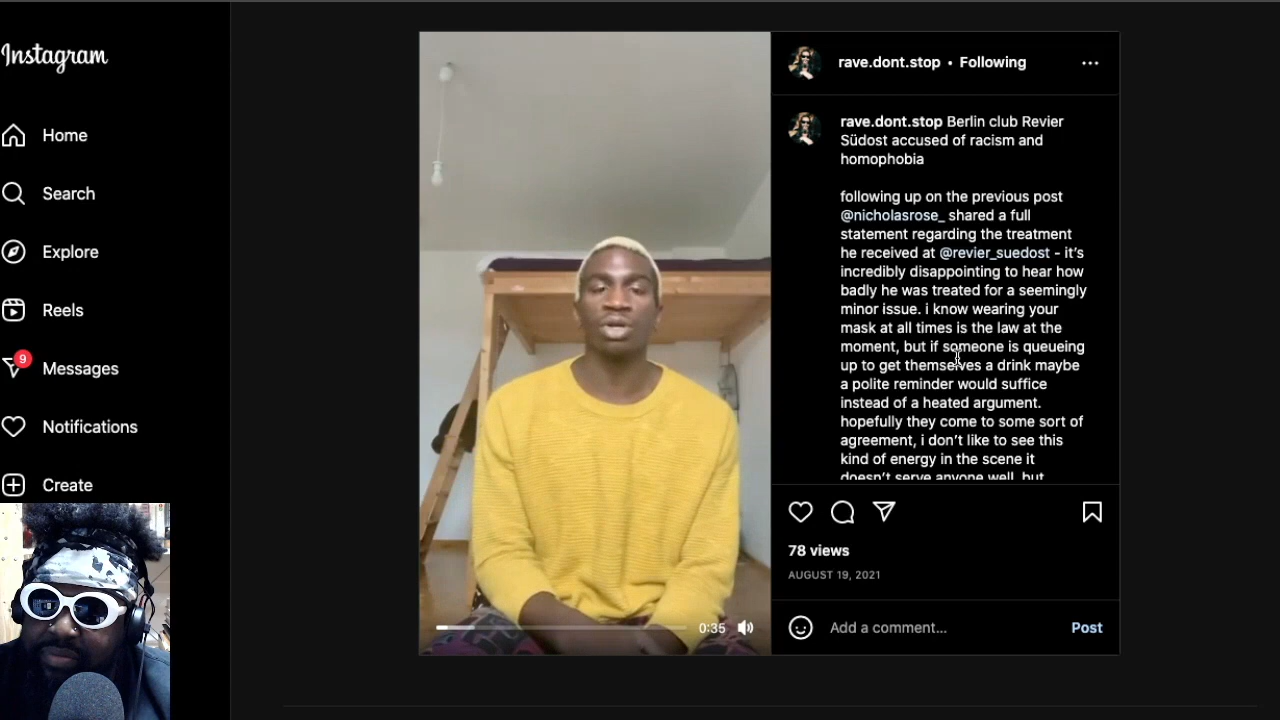 Instagram
Home
Search
Explore
Reels
9
Messages
Notifications
Create
0:35
rave.dont.stop • Following
rave.dont.stop Berlin club Revier
Südost accused of racism and
homophobia
following up on the previous post
@nicholasrose_ shared a full
statement regarding the treatment
he received at @revier_suedost - it's
incredibly disappointing to hear how
badly he was treated for a seemingly
minor issue. i know wearing your
mask at all times is the law at the
moment, but if someone is queueing
up to get themselves a drink maybe
a polite reminder would suffice
instead of a heated argument.
hopefully they come to some sort of
agreement, i don't like to see this
kind of energy in the scene it
doesn't serve anyone well, but
78 views
AUGUST 19, 2021
Add a comment...
Post